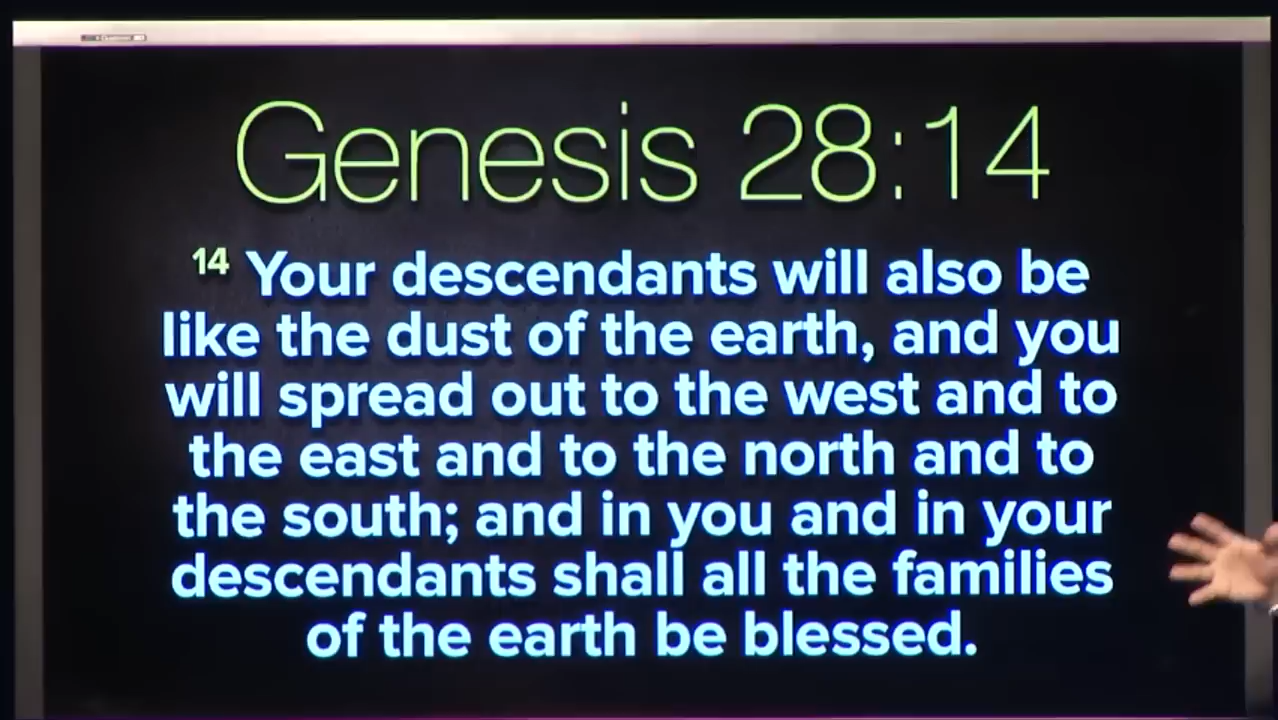 Genesis 28:14
14 Your descendants will also be
like the dust of the earth, and you
will spread out to the west and to
the east and to the north and to
the south; and in you and in your
descendants shall all the families
of the earth be blessed.